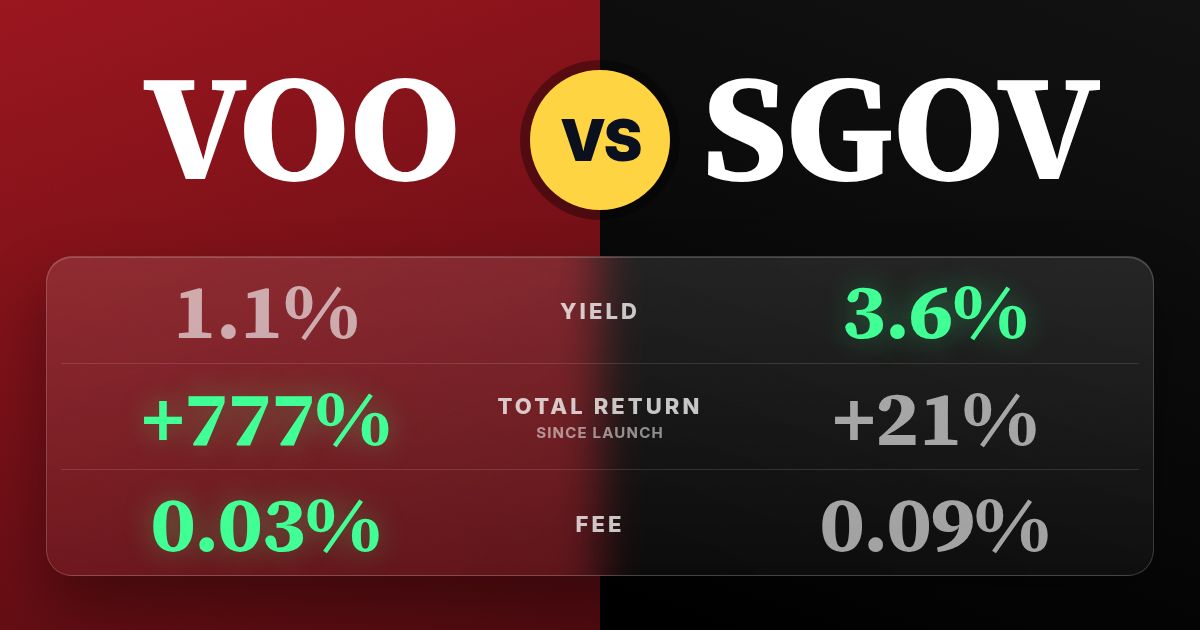 VOO VS SGOV
1.1% YIELD 3.6%
+777% TOTAL RETURN +21%
SINCE LAUNCH
0.03% FEE 0.09%